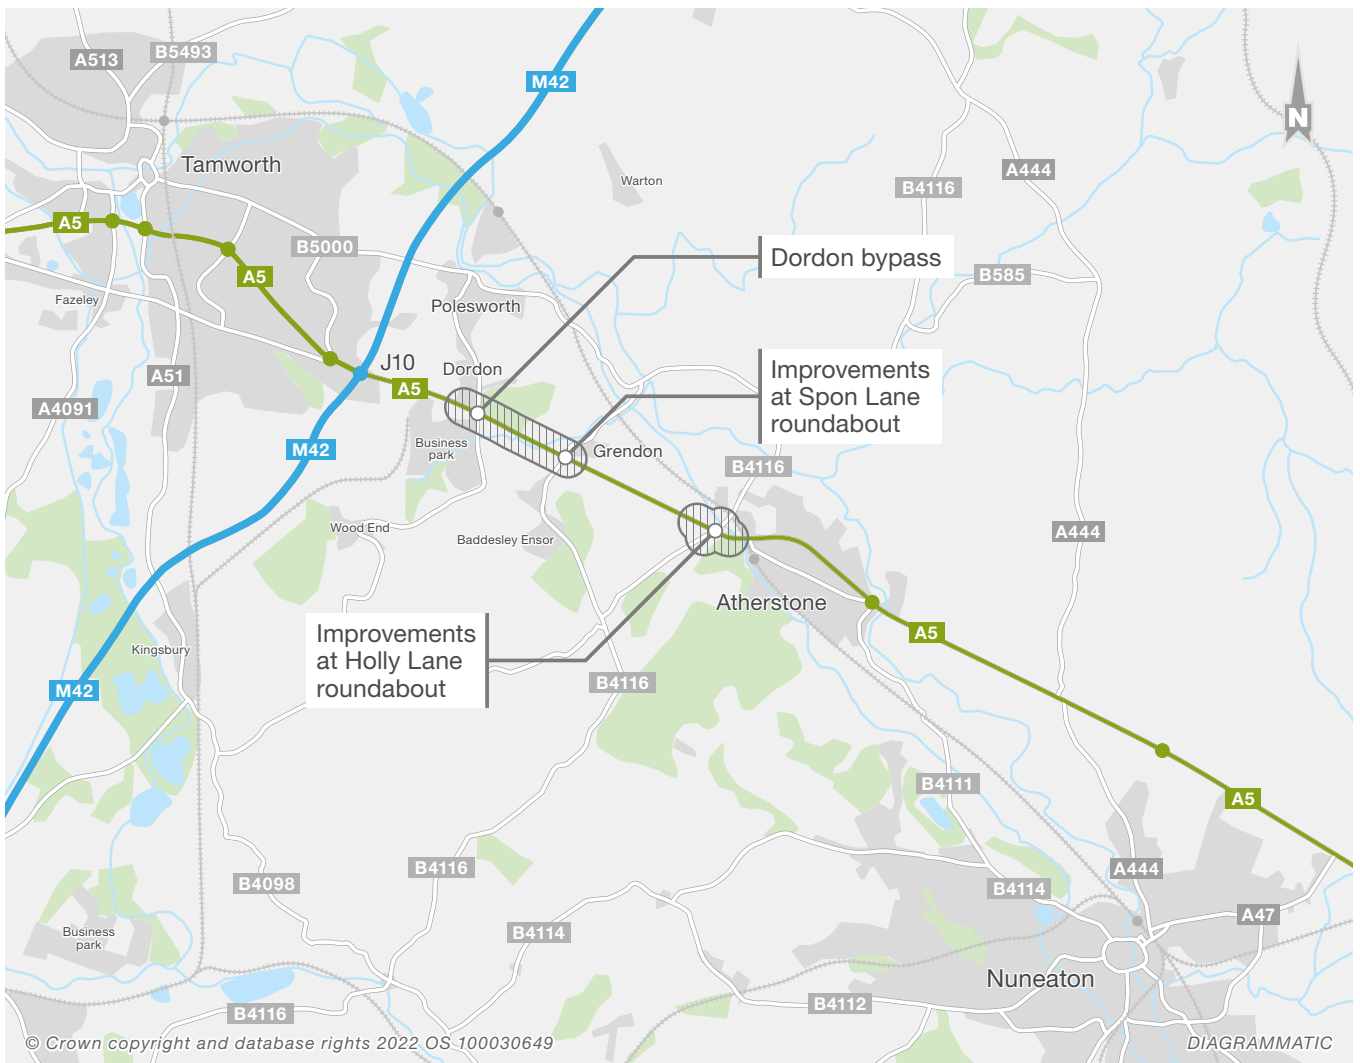 A513
B5493
M42
N
Tamworth
Warton
A444
B4116
A5
B5000
Dordon bypass
A5
B585
Fazeley
Polesworth
J10
Dordon
A51
A5
Improvements
at Spon Lane
roundabout
A4091
M42
Business
park
Grendon
B4116
Wood End
Baddesley Ensor
A444
Atherstone
Improvements
at Holly Lane
roundabout
A5
Kingsbury
M42
B4116
B4111
A5
B4116
A444
B4098
B4114
A47
Business
park
B4114
Nuneaton
B4116
B4112
© Crown copyright and database rights 2022 OS 100030649
DIAGRAMMATIC